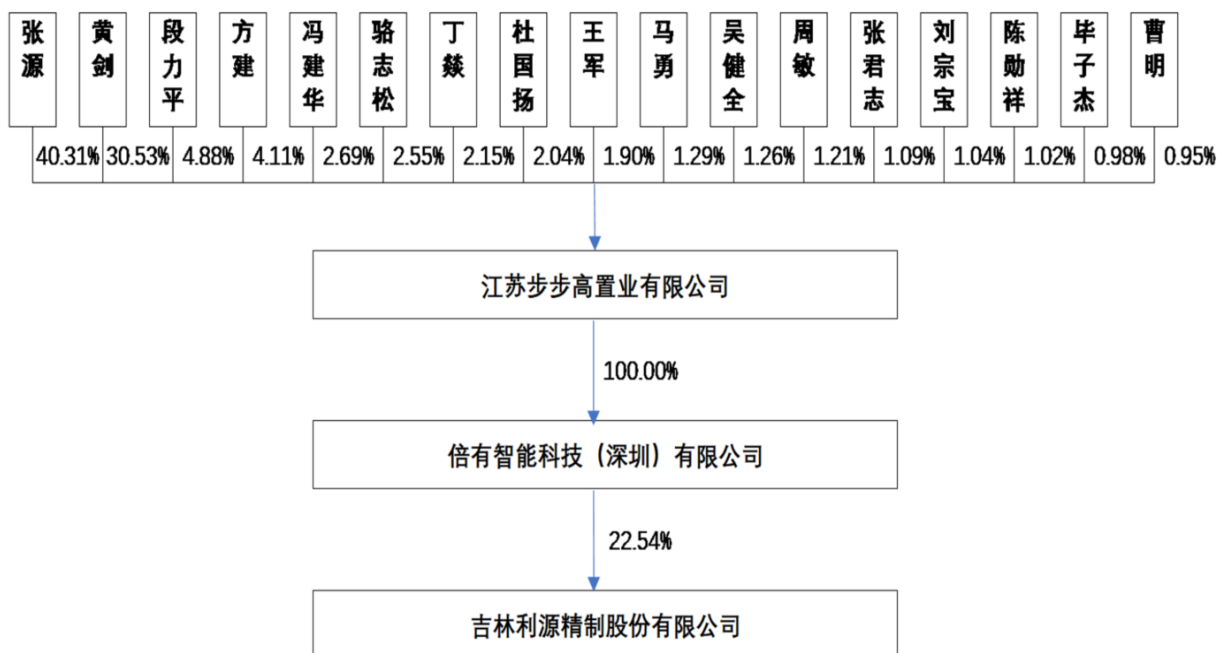 张源 黄剑 段力平 方建 冯建华 骆志松 丁燚 杜国扬 王军 马勇 吴健全 周敏 张君志 刘宗宝 陈勋祥 毕子杰 曹明
40.31% 30.53% 4.88% 4.11% 2.69% 2.55% 2.15% 2.04% 1.90% 1.29% 1.26% 1.21% 1.09% 1.04% 1.02% 0.98% 0.95%
江苏步步高置业有限公司
100.00%
倍有智能科技（深圳）有限公司
22.54%
吉林利源精制股份有限公司